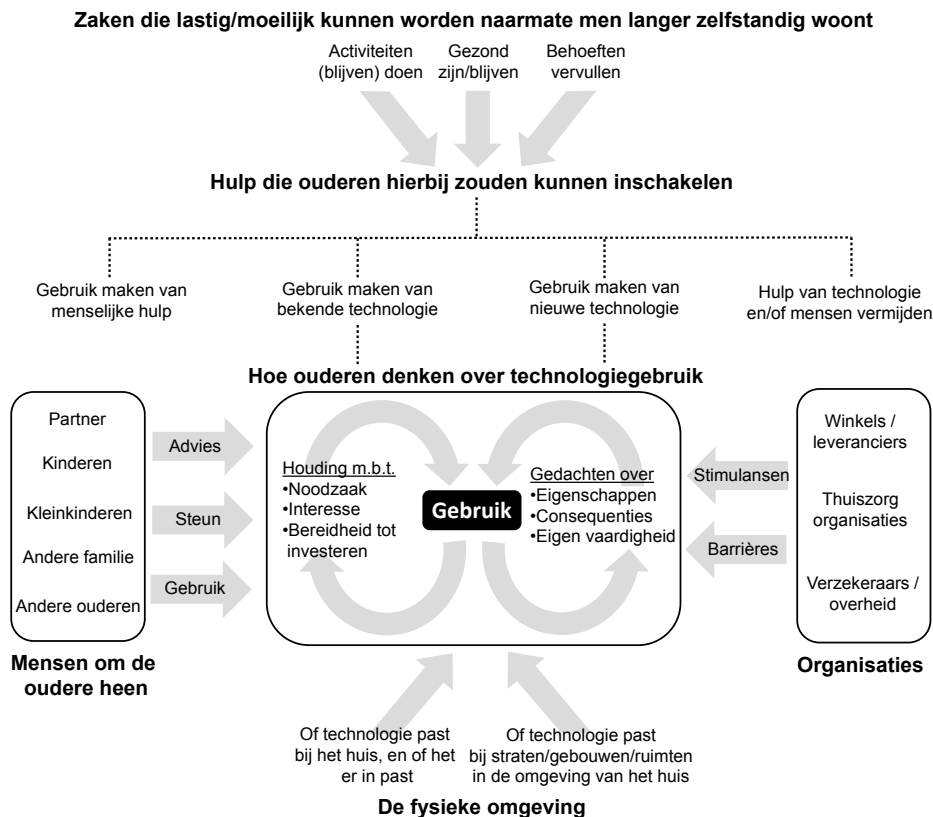 Zaken die lastig/moeilijk kunnen worden naarmate men langer zelfstandig woont
Activiteiten
(blijven) doen
Gezond
zijn/blijven
Behoeften
vervullen
Hulp die ouderen hierbij zouden kunnen inschakelen
Gebruik maken van
menselijke hulp
Gebruik maken van
bekende technologie
Gebruik maken van
nieuwe technologie
Hulp van technologie
en/of mensen vermijden
Hoe ouderen denken over technologiegebruik
Partner
Kinderen
Kleinkinderen
Andere familie
Andere ouderen
Mensen om de
oudere heen
Advies
Steun
Gebruik
Houding m.b.t.
•Noodzaak
•Interesse
•Bereidheid tot
investeren
Gebruik
Gedachten over
•Eigenschappen
•Consequenties
•Eigen vaardigheid
Stimulansen
Barrières
Winkels /
leveranciers
Thuiszorg
organisaties
Verzekeraars /
overheid
Organisaties
Of technologie past
bij het huis, en of het
er in past
Of technologie past
bij straten/gebouwen/ruimten
in de omgeving van het huis
De fysieke omgeving